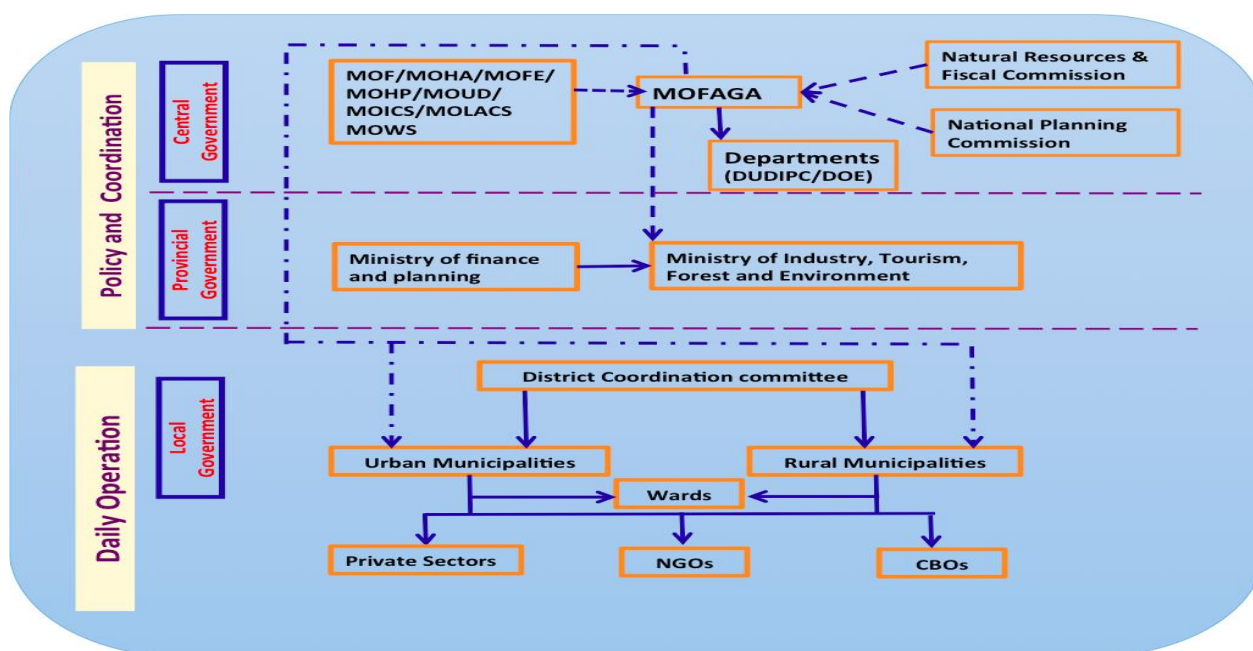 Policy and Coordination
Central
Government
MOF/MOHA/MOFE/
MOHP/MOUD/
MOICS/MOLACS
MOWS
MOFAGA
Natural Resources &
Fiscal Commission
National Planning
Commission
Departments
(DUDIPC/DOE)
Provincial
Government
Ministry of finance
and planning
Ministry of Industry, Tourism,
Forest and Environment
Daily Operation
Local
Government
District Coordination committee
Urban Municipalities
Rural Municipalities
Wards
Private Sectors
NGOs
CBOs